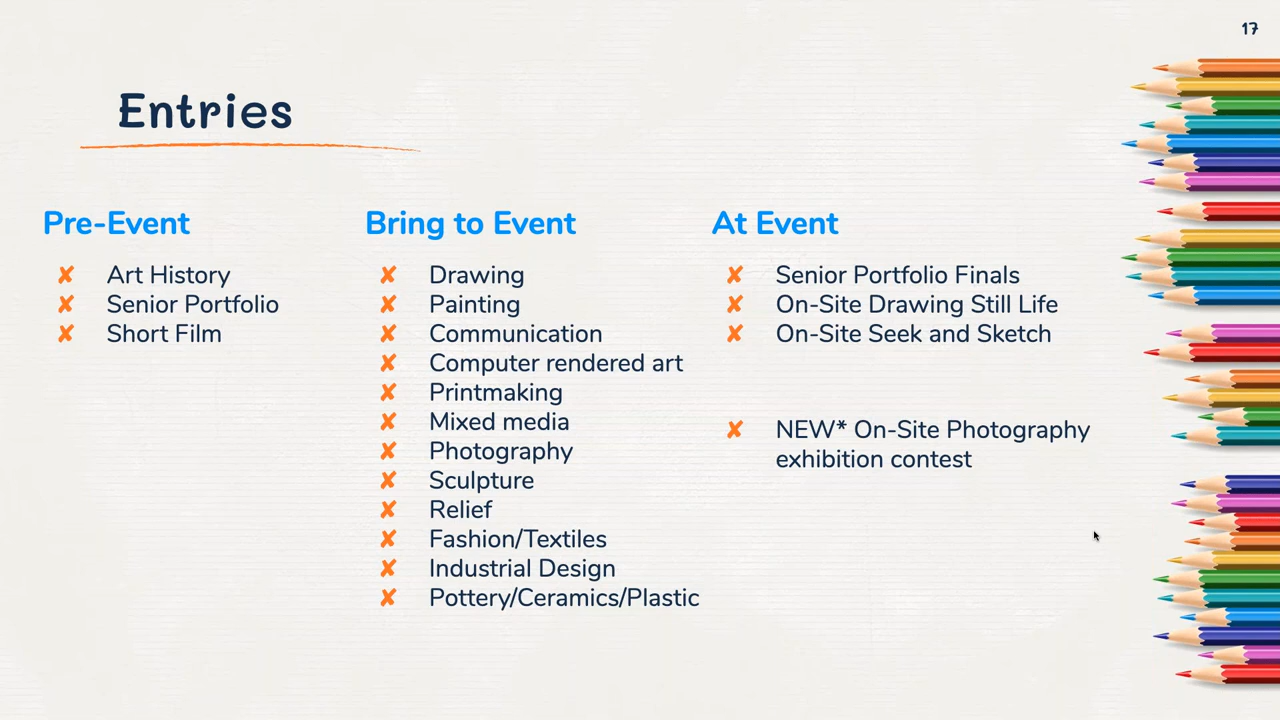 17
Entries
Pre-Event
✘ Art History
✘ Senior Portfolio
✘ Short Film
Bring to Event
✘ Drawing
✘ Painting
✘ Communication
✘ Computer rendered art
✘ Printmaking
✘ Mixed media
✘ Photography
✘ Sculpture
✘ Relief
✘ Fashion/Textiles
✘ Industrial Design
✘ Pottery/Ceramics/Plastic
At Event
✘ Senior Portfolio Finals
✘ On-Site Drawing Still Life
✘ On-Site Seek and Sketch
✘ NEW* On-Site Photography
exhibition contest